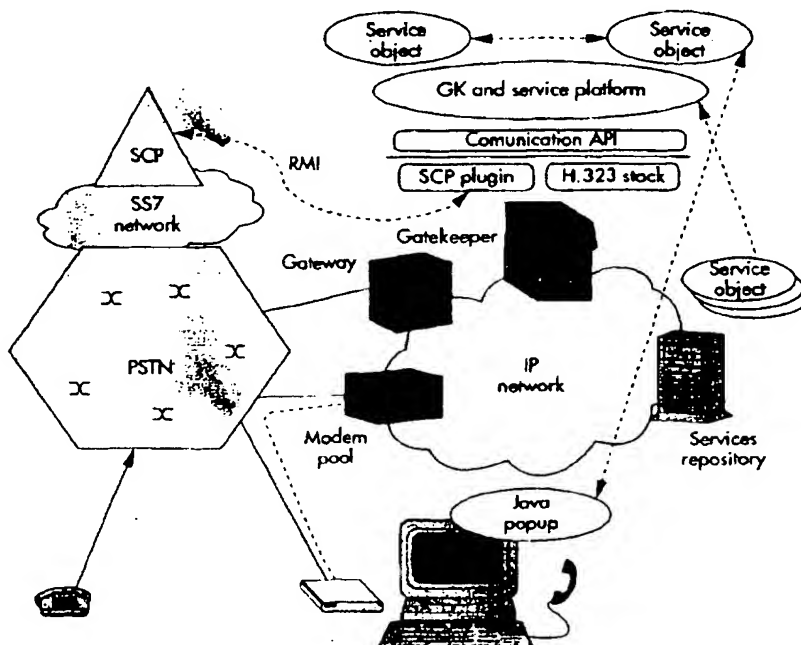 Service
object
Service
object
GK and service platform
Comunication API
SCP plugin
H.323 stack
SCP
RMI
SS7
network
Gatekeeper
Gateway
Service
object
PSTN
IP
network
Modem
pool
Services
repository
Java
popup